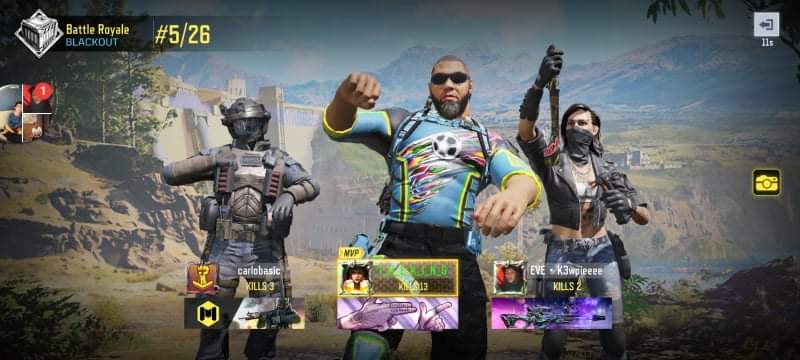 Battle Royale
BLACKOUT
#5/26
11s
1
carlobasic
KILLS 3
MVP
KILLS 13
EVE
K3wpieeee
KILLS 2